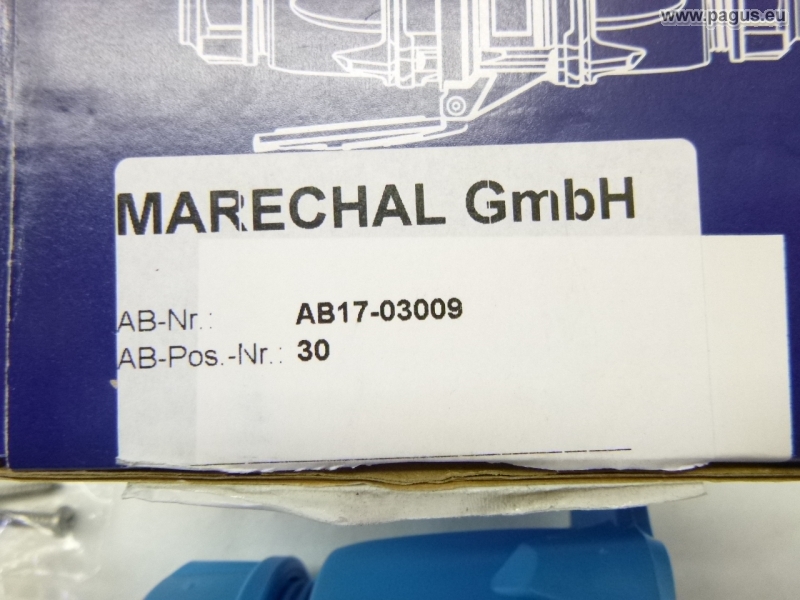 www.pagus.eu
MARECHAL GmbH
AB-Nr.: AB17-03009
AB-Pos.-Nr.: 30